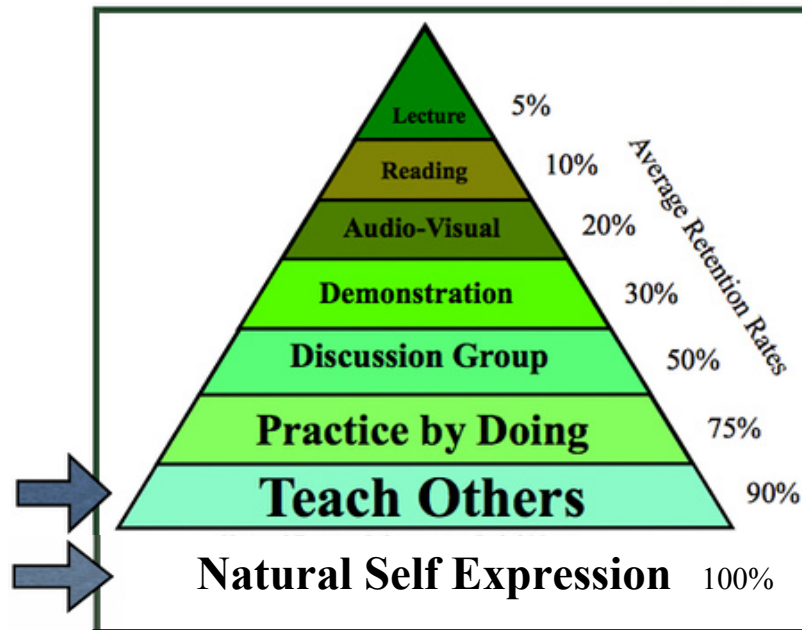 Lecture 5%
Reading 10%
Audio-Visual 20%
Demonstration 30%
Discussion Group 50%
Practice by Doing 75%
Teach Others 90%
Natural Self Expression 100%
Average Retention Rates